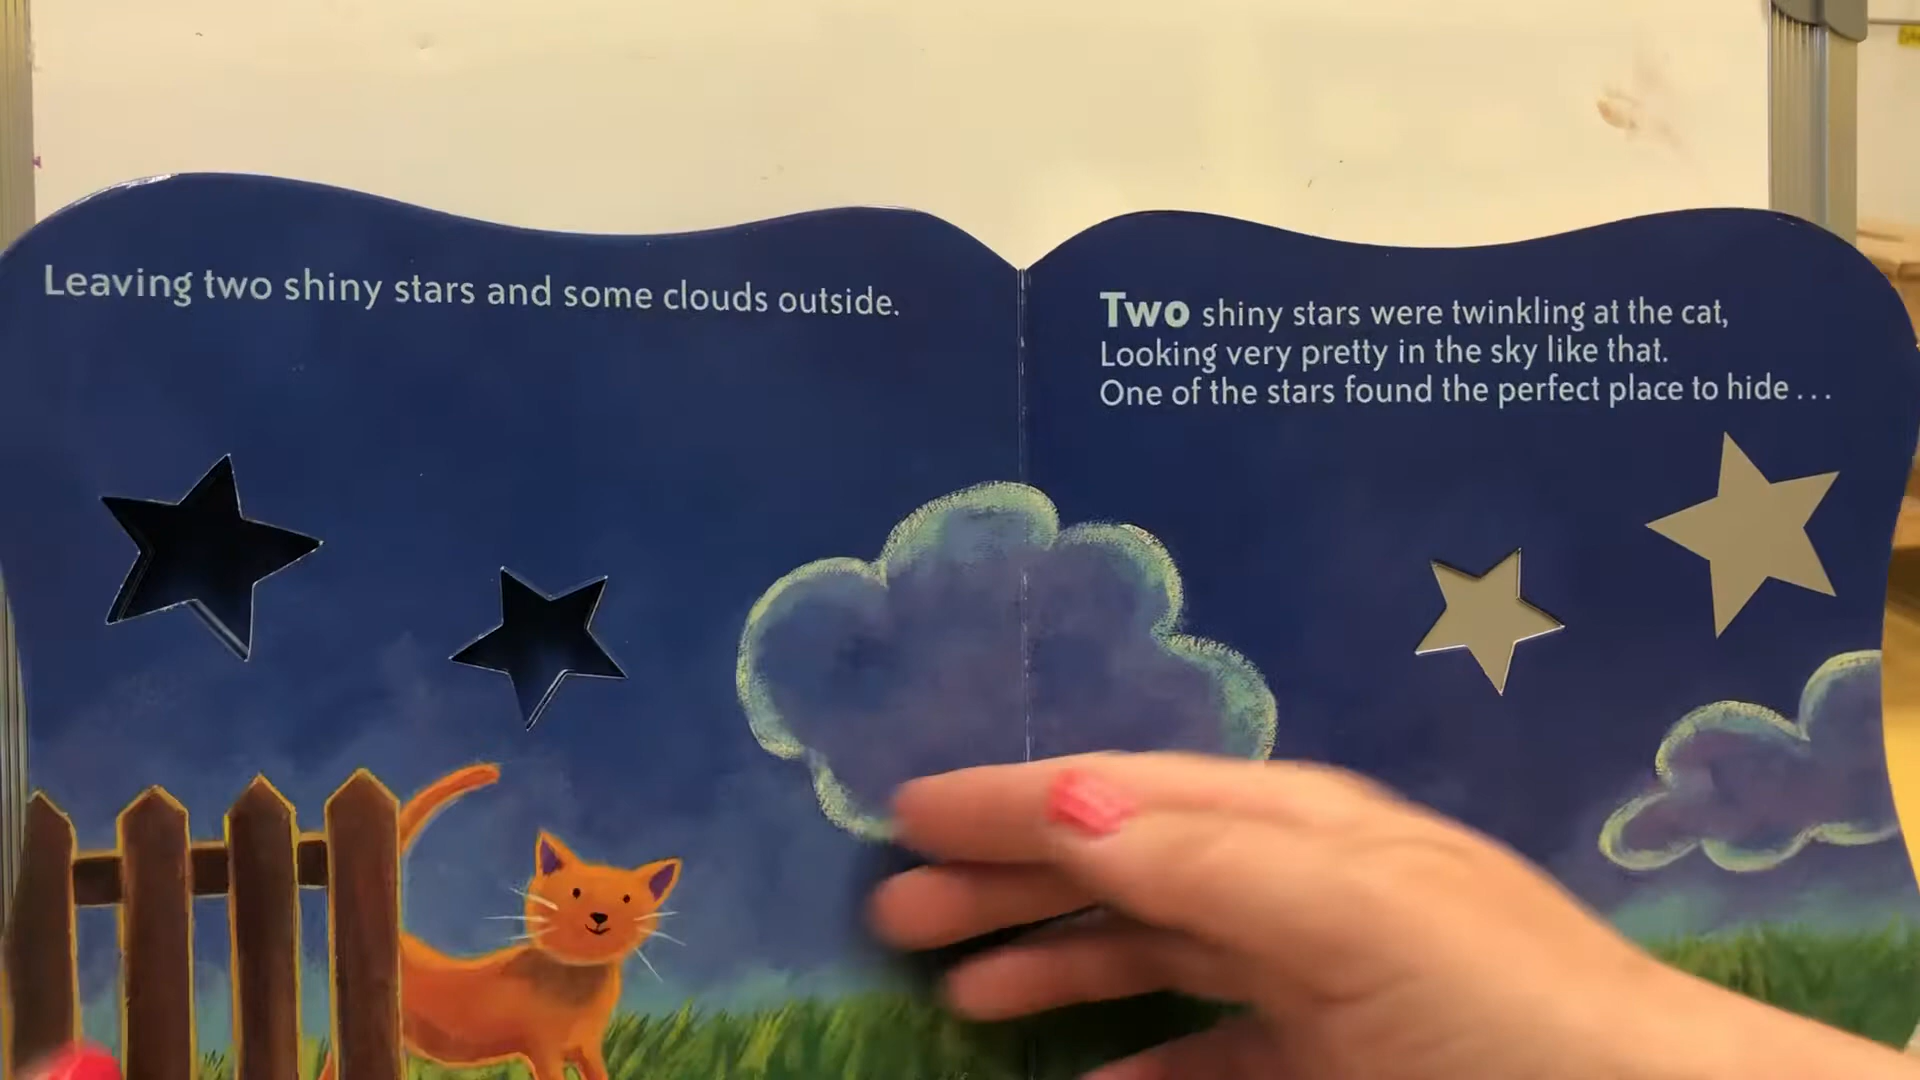 Leaving two shiny stars and some clouds outside.
Two shiny stars were twinkling at the cat,
Looking very pretty in the sky like that.
One of the stars found the perfect place to hide...